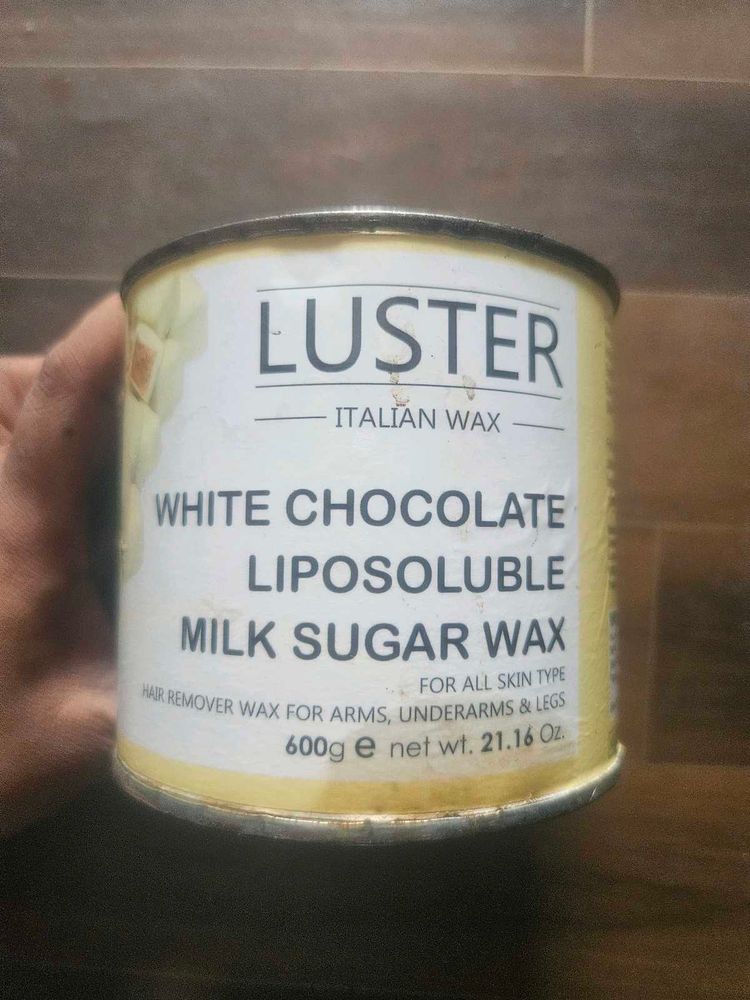 LUSTER
ITALIAN WAX
WHITE CHOCOLATE
LIPOSOLUBLE
MILK SUGAR WAX
FOR ALL SKIN TYPE
HAIR REMOVER WAX FOR ARMS, UNDERARMS & LEGS
600g e net wt. 21.16 Oz.